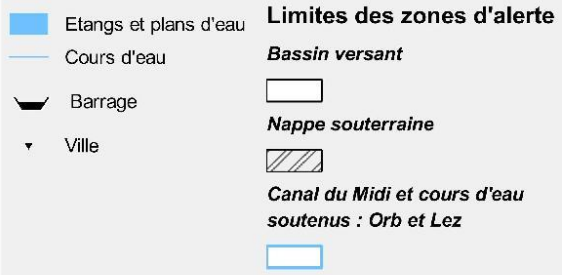 Etangs et plans d'eau
Cours d'eau
Barrage
Ville
Limites des zones d'alerte
Bassin versant
Nappe souterraine
Canal du Midi et cours d'eau
soutenus : Orb et Lez